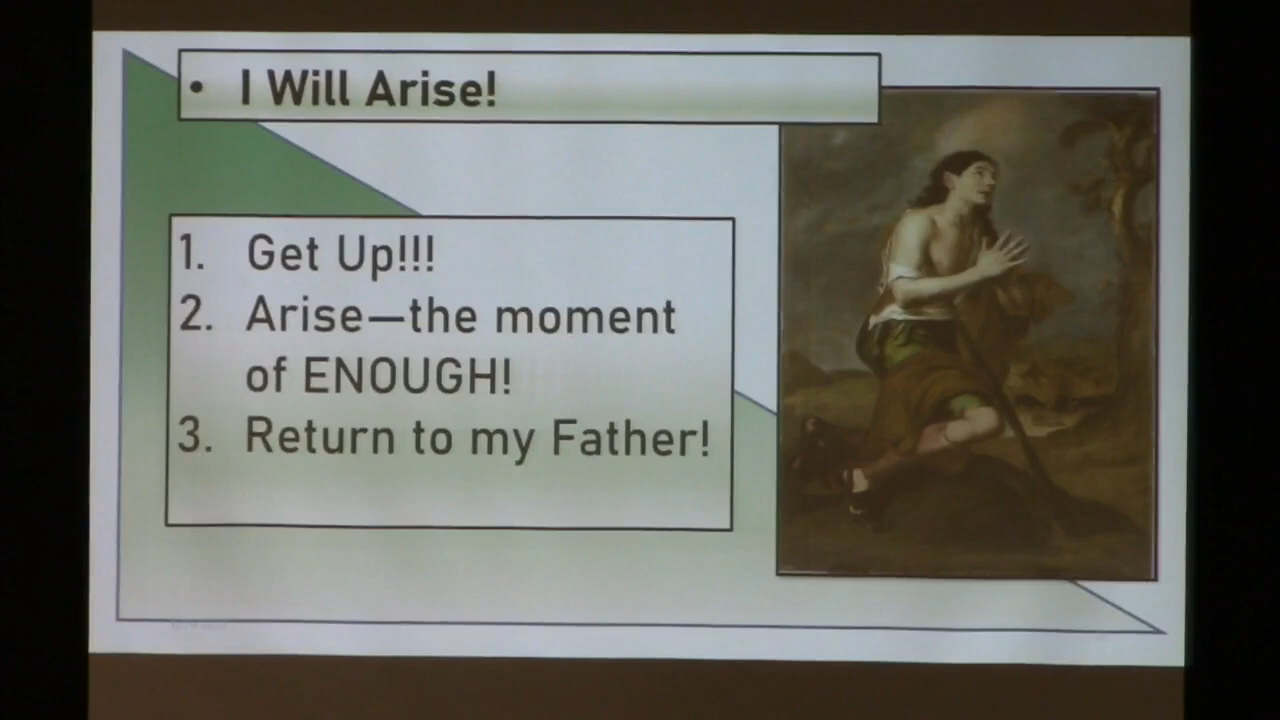 • I Will Arise!
1. Get Up!!!
2. Arise—the moment
of ENOUGH!
3. Return to my Father!